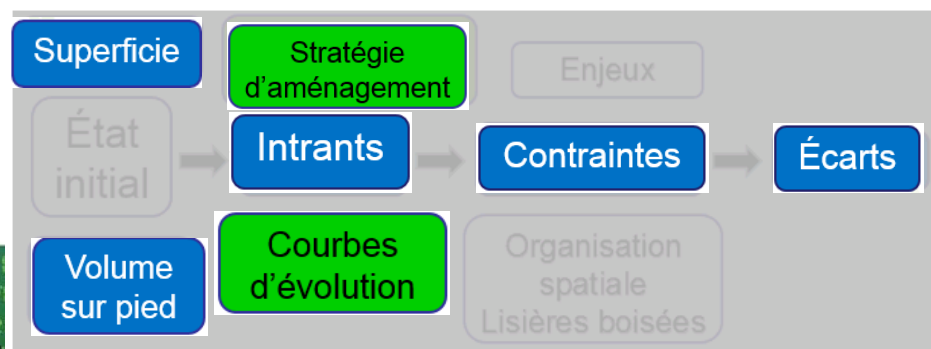 Superficie
Stratégie
d'aménagement
Enjeux
État
initial
Intrants
Contraintes
Écarts
Volume
sur pied
Courbes
d'évolution
Organisation
spatiale
Lisières boisées